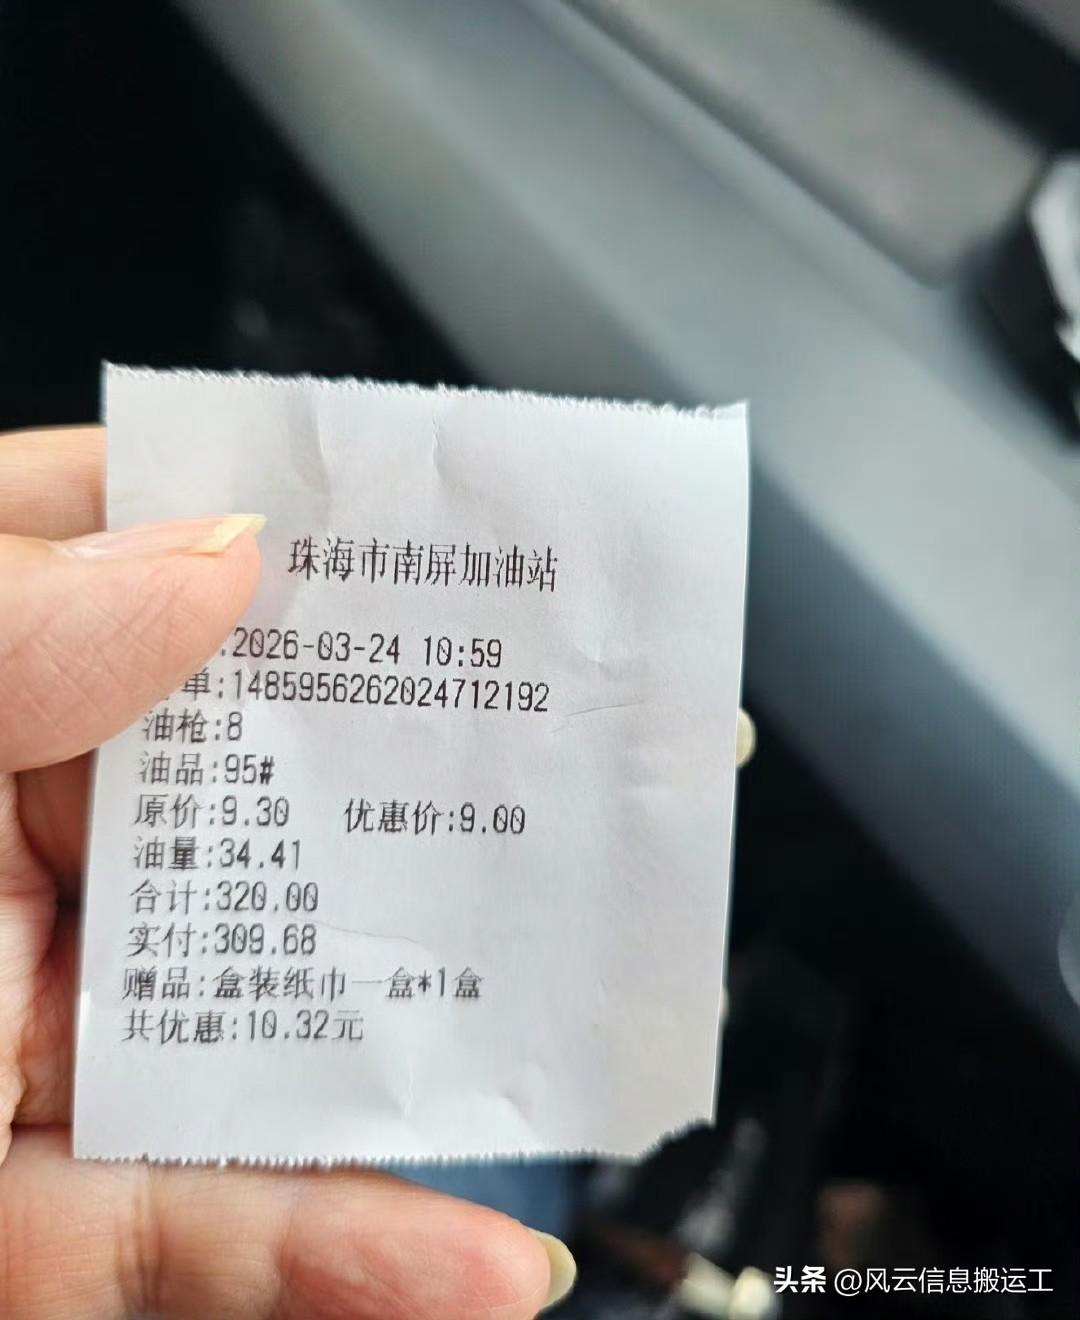 珠海市南屏加油站
:2026-03-24 10:59
单:1485956262024712192
油枪:8
油品:95#
原价:9.30 优惠价:9.00
油量:34.41
合计:320.00
实付:309.68
赠品:盒装纸巾一盒*1盒
共优惠:10.32元
头条 @风云信息搬运工